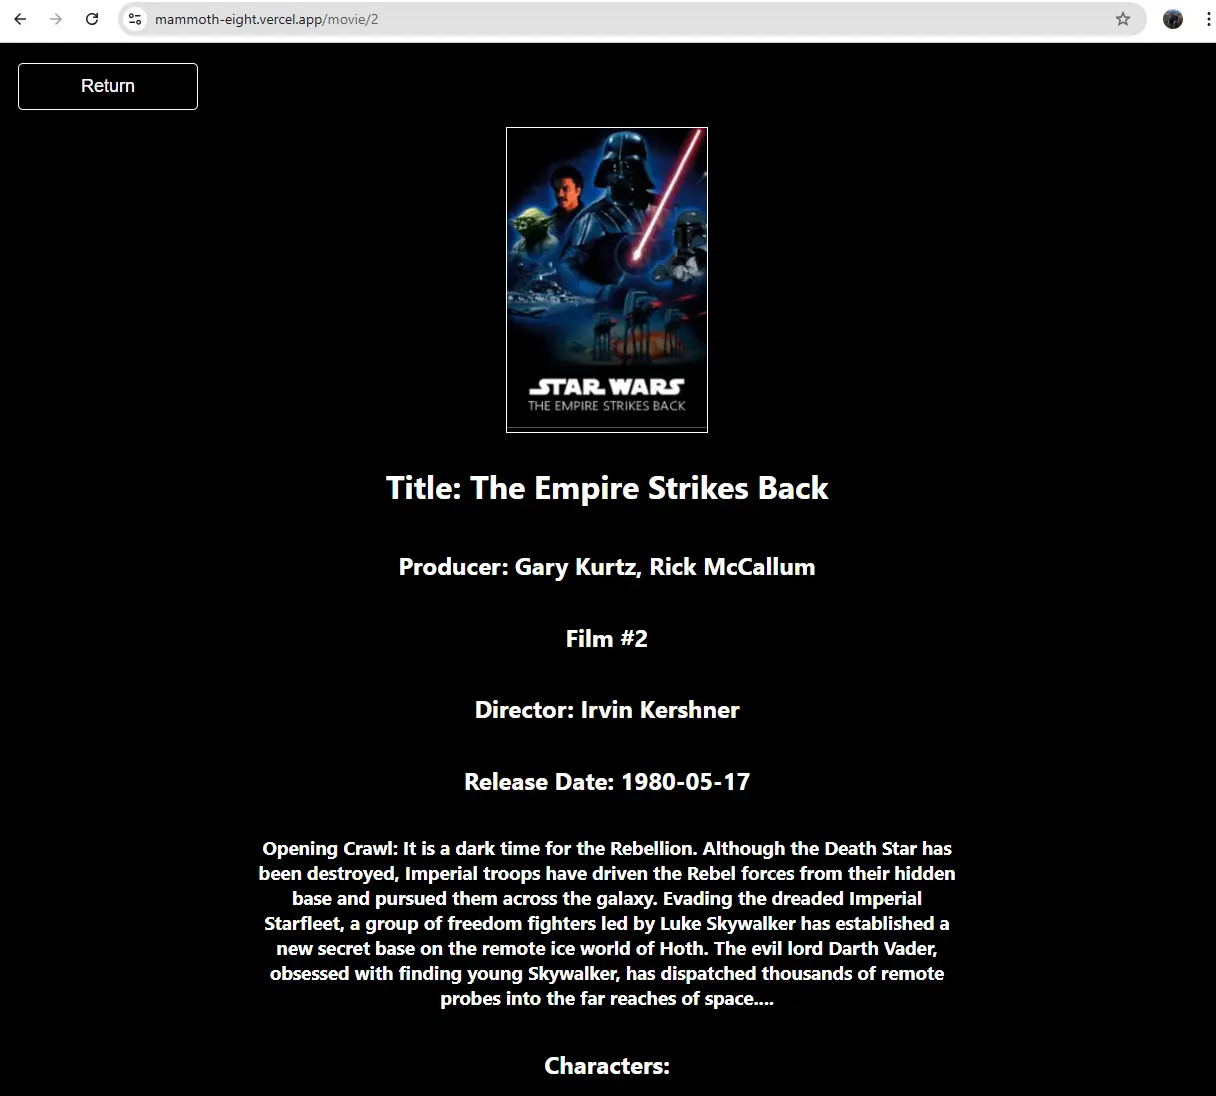 mammoth-eight.vercel.app/movie/2
Return
STAR WARS
THE EMPIRE STRIKES BACK
Title: The Empire Strikes Back
Producer: Gary Kurtz, Rick McCallum
Film #2
Director: Irvin Kershner
Release Date: 1980-05-17
Opening Crawl: It is a dark time for the Rebellion. Although the Death Star has
been destroyed, Imperial troops have driven the Rebel forces from their hidden
base and pursued them across the galaxy. Evading the dreaded Imperial
Starfleet, a group of freedom fighters led by Luke Skywalker has established a
new secret base on the remote ice world of Hoth. The evil lord Darth Vader,
obsessed with finding young Skywalker, has dispatched thousands of remote
probes into the far reaches of space....
Characters: